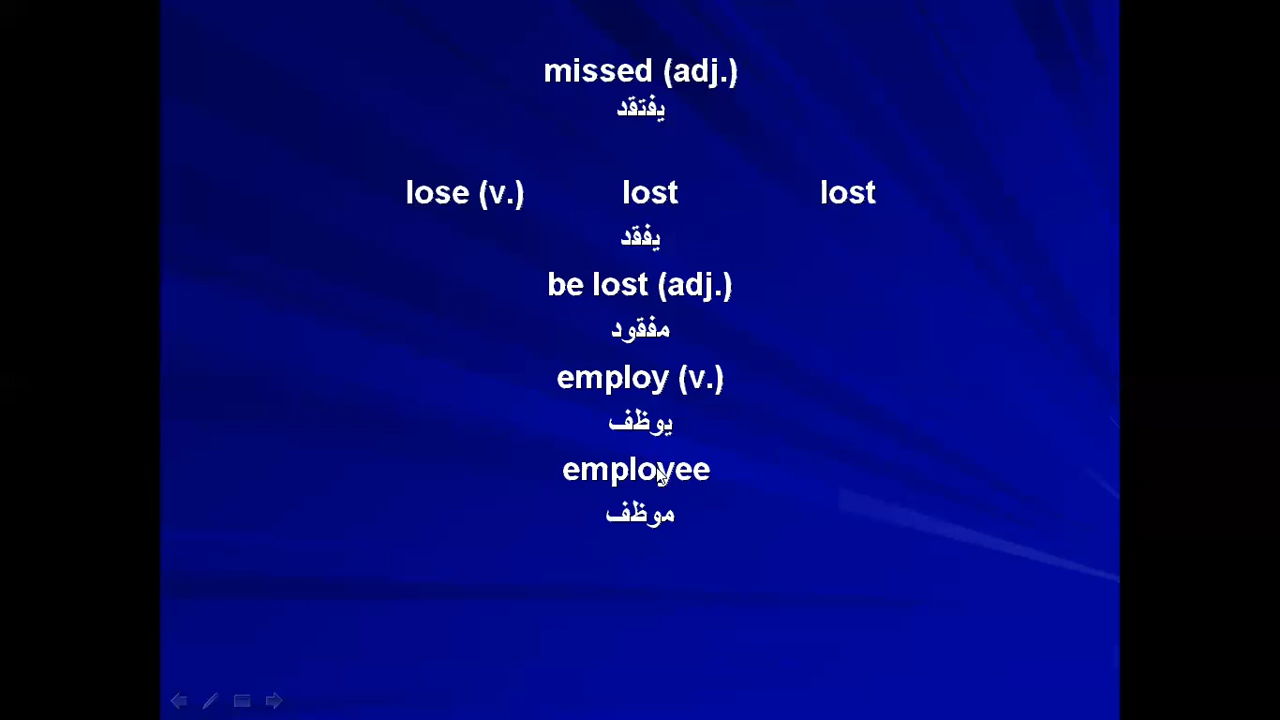 missed (adj.)
يفتقد
lose (v.) lost lost
يفقد
be lost (adj.)
مفقود
employ (v.)
يوظف
employee
موظف